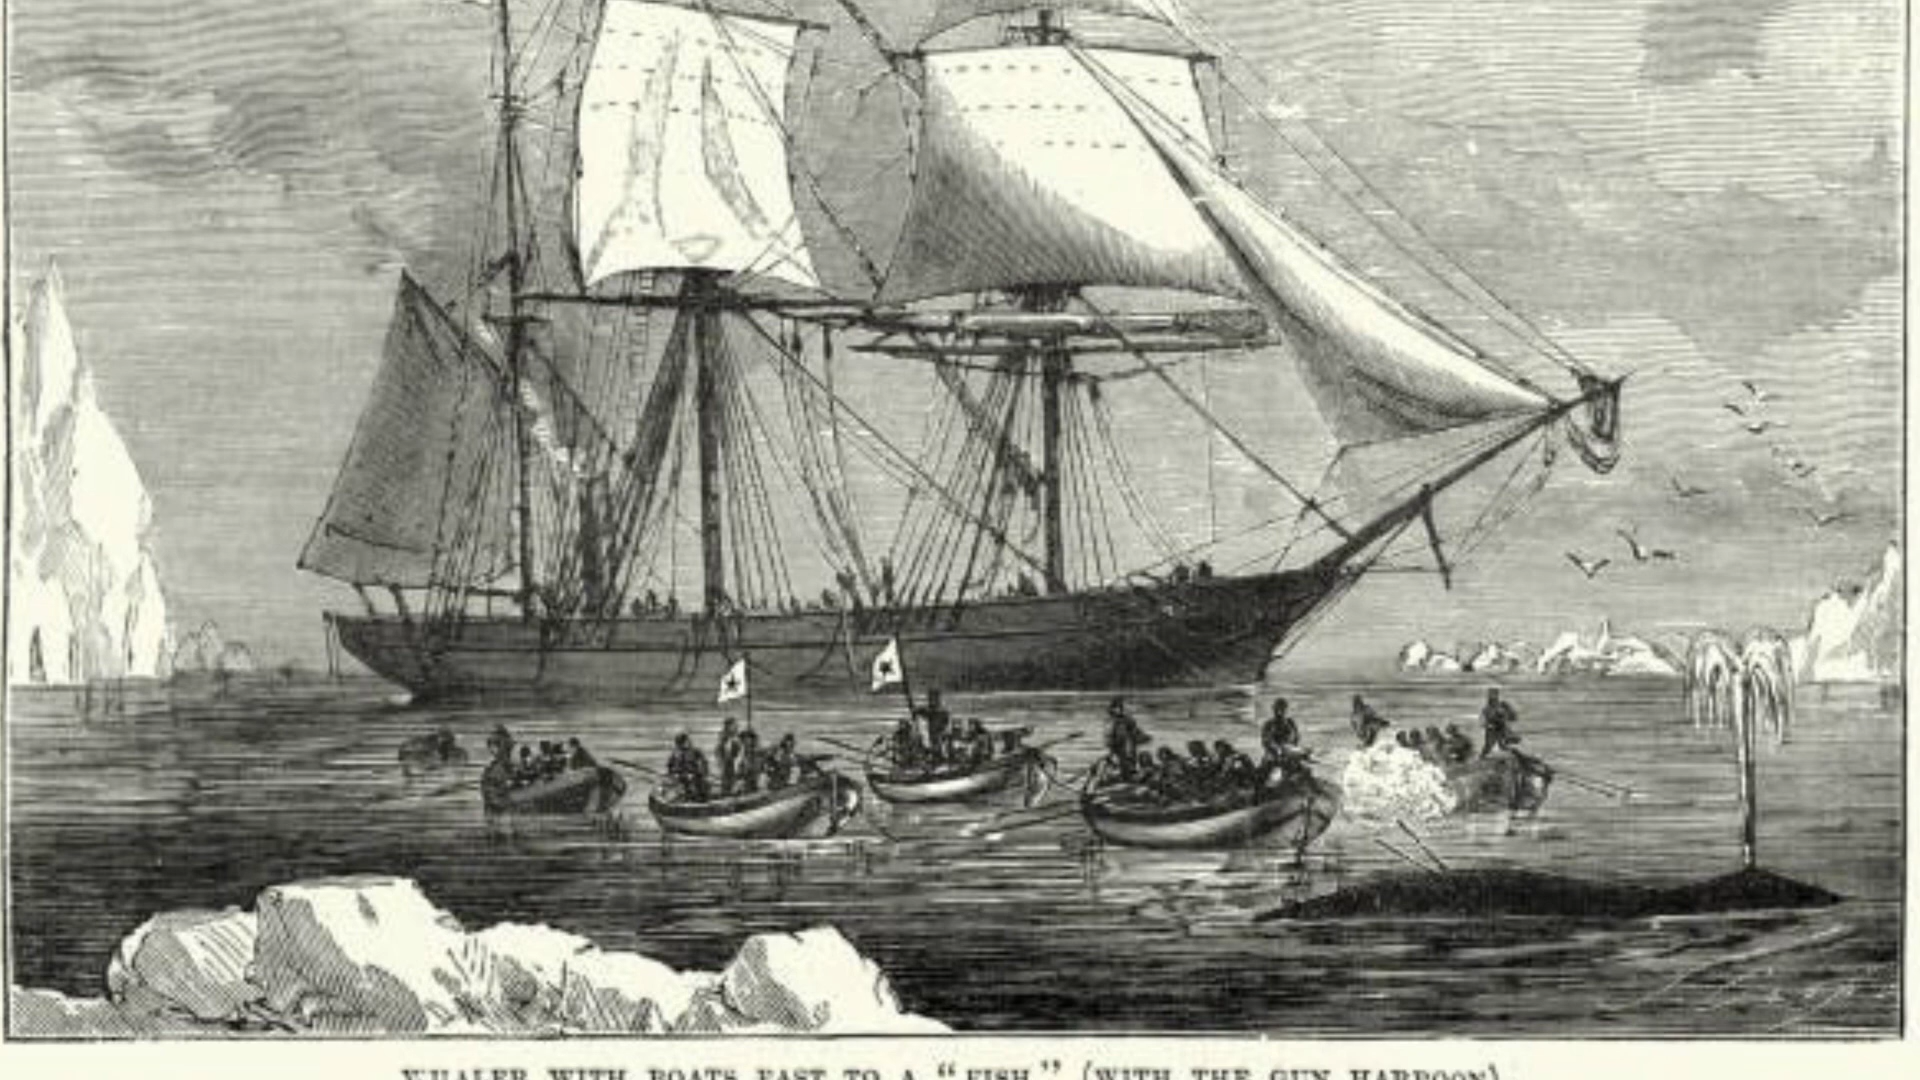 WHALER WITH BOATS FAST TO A “FISH” (WITH THE GUN HARPOON)